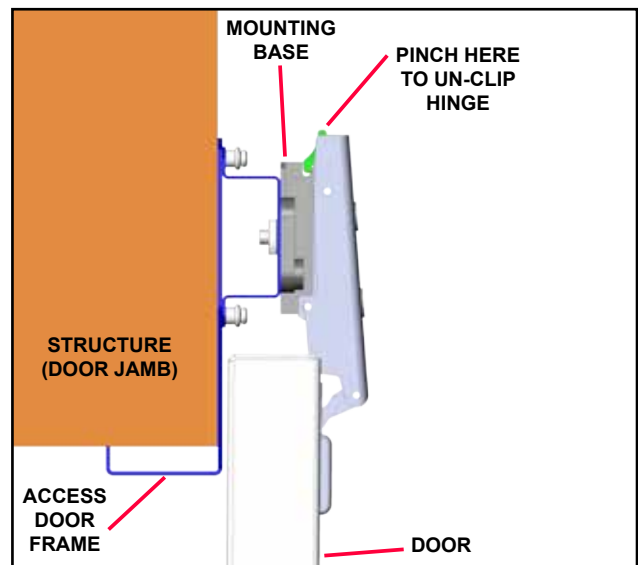 MOUNTING
BASE
PINCH HERE
TO UN-CLIP
HINGE
STRUCTURE
(DOOR JAMB)
ACCESS
DOOR
FRAME
DOOR